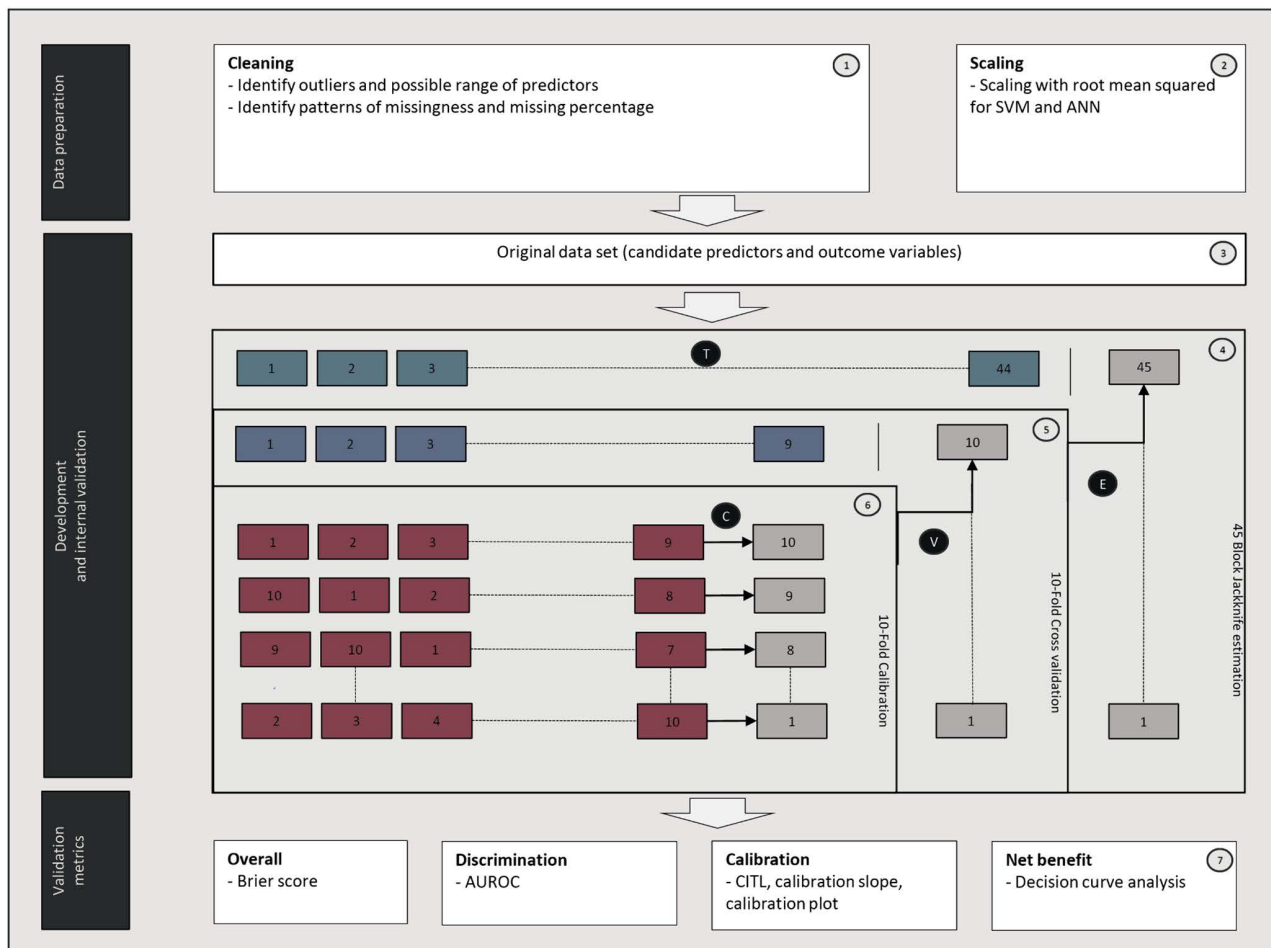 Data preparation
Cleaning
- Identify outliers and possible range of predictors
- Identify patterns of missingness and missing percentage
1
Scaling
- Scaling with root mean squared
for SVM and ANN
2
Development
and internal validation
Original data set (candidate predictors and outcome variables)
3
4
1
2
3
T
44
45
5
1
2
3
9
10
E
6
V
1
2
3
9
C
10
10
1
2
8
9
9
10
1
7
8
2
3
4
10
1
10-Fold Calibration
1
10-Fold Cross validation
1
45 Block Jackknife estimation
Validation
metrics
Overall
- Brier score
Discrimination
- AUROC
Calibration
- CITL, calibration slope,
calibration plot
Net benefit
- Decision curve analysis
7